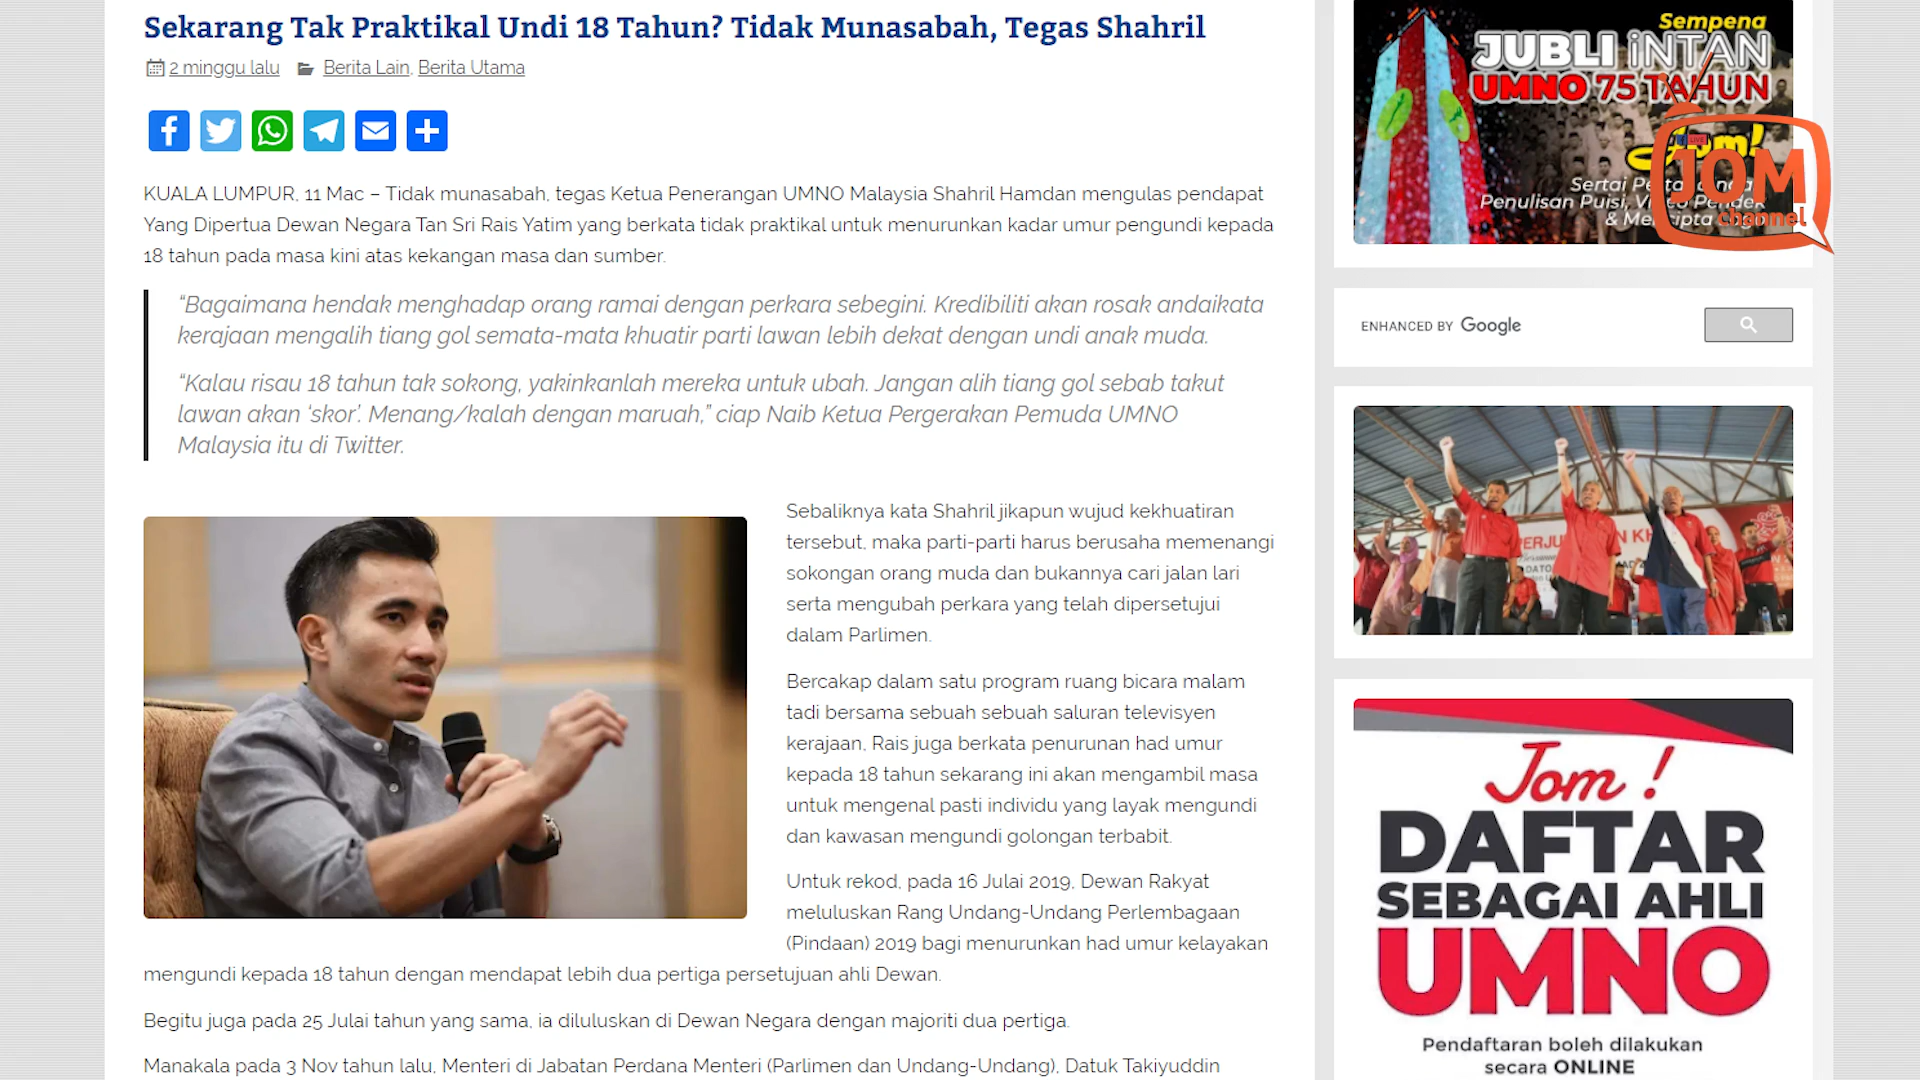 Sekarang Tak Praktikal Undi 18 Tahun? Tidak Munasabah, Tegas Shahril
2 minggu lalu Berita Lain, Berita Utama
KUALA LUMPUR, 11 Mac – Tidak munasabah, tegas Ketua Penerangan UMNO Malaysia Shahril Hamdan mengulas pendapat
Yang Dipertua Dewan Negara Tan Sri Rais Yatim yang berkata tidak praktikal untuk menurunkan kadar umur pengundi kepada
18 tahun pada masa kini atas kekangan masa dan sumber.
“Bagaimana hendak menghadap orang ramai dengan perkara sebegini. Kredibiliti akan rosak andaikata
kerajaan mengalih tiang gol semata-mata khuatir parti lawan lebih dekat dengan undi anak muda.
“Kalau risau 18 tahun tak sokong, yakinkanlah mereka untuk ubah. Jangan alih tiang gol sebab takut
lawan akan ‘skor’. Menang/kalah dengan maruah,” ciap Naib Ketua Pergerakan Pemuda UMNO
Malaysia itu di Twitter.
Sebaliknya kata Shahril jikapun wujud kekhuatiran
tersebut, maka parti-parti harus berusaha memenangi
sokongan orang muda dan bukannya cari jalan lari
serta mengubah perkara yang telah dipersetujui
dalam Parlimen.
Bercakap dalam satu program ruang bicara malam
tadi bersama sebuah sebuah saluran televisyen
kerajaan, Rais juga berkata penurunan had umur
kepada 18 tahun sekarang ini akan mengambil masa
untuk mengenal pasti individu yang layak mengundi
dan kawasan mengundi golongan terbabit.
Untuk rekod, pada 16 Julai 2019, Dewan Rakyat
meluluskan Rang Undang-Undang Perlembagaan
(Pindaan) 2019 bagi menurunkan had umur kelayakan
mengundi kepada 18 tahun dengan mendapat lebih dua pertiga persetujuan ahli Dewan.
Begitu juga pada 25 Julai tahun yang sama, ia diluluskan di Dewan Negara dengan majoriti dua pertiga.
Manakala pada 3 Nov tahun lalu, Menteri di Jabatan Perdana Menteri (Parlimen dan Undang-Undang), Datuk Takiyuddin
Sempena
JUBLI iNTAN
UMNO 75 TAHUN
Jom!
Sertai
Penulisan Puisi, Video Pendek
&
LIVE
JOM
channel
ENHANCED BY Google
Jom !
DAFTAR
SEBAGAI AHLI
UMNO
Pendaftaran boleh dilakukan
secara ONLINE